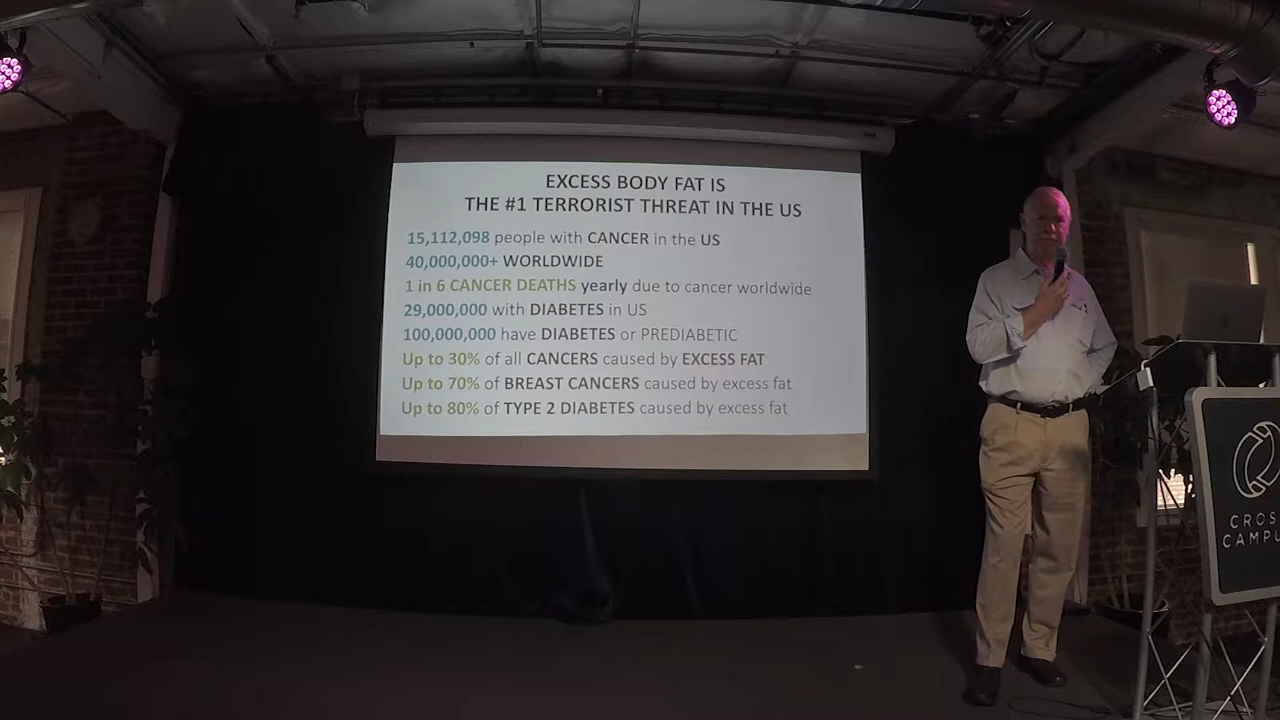 EXCESS BODY FAT IS
THE #1 TERRORIST THREAT IN THE US
15,112,098 people with CANCER in the US
40,000,000+ WORLDWIDE
1 in 6 CANCER DEATHS yearly due to cancer worldwide
29,000,000 with DIABETES in US
100,000,000 have DIABETES or PREDIABETIC
Up to 30% of all CANCERS caused by EXCESS FAT
Up to 70% of BREAST CANCERS caused by excess fat
Up to 80% of TYPE 2 DIABETES caused by excess fat
CROS
CAMPU